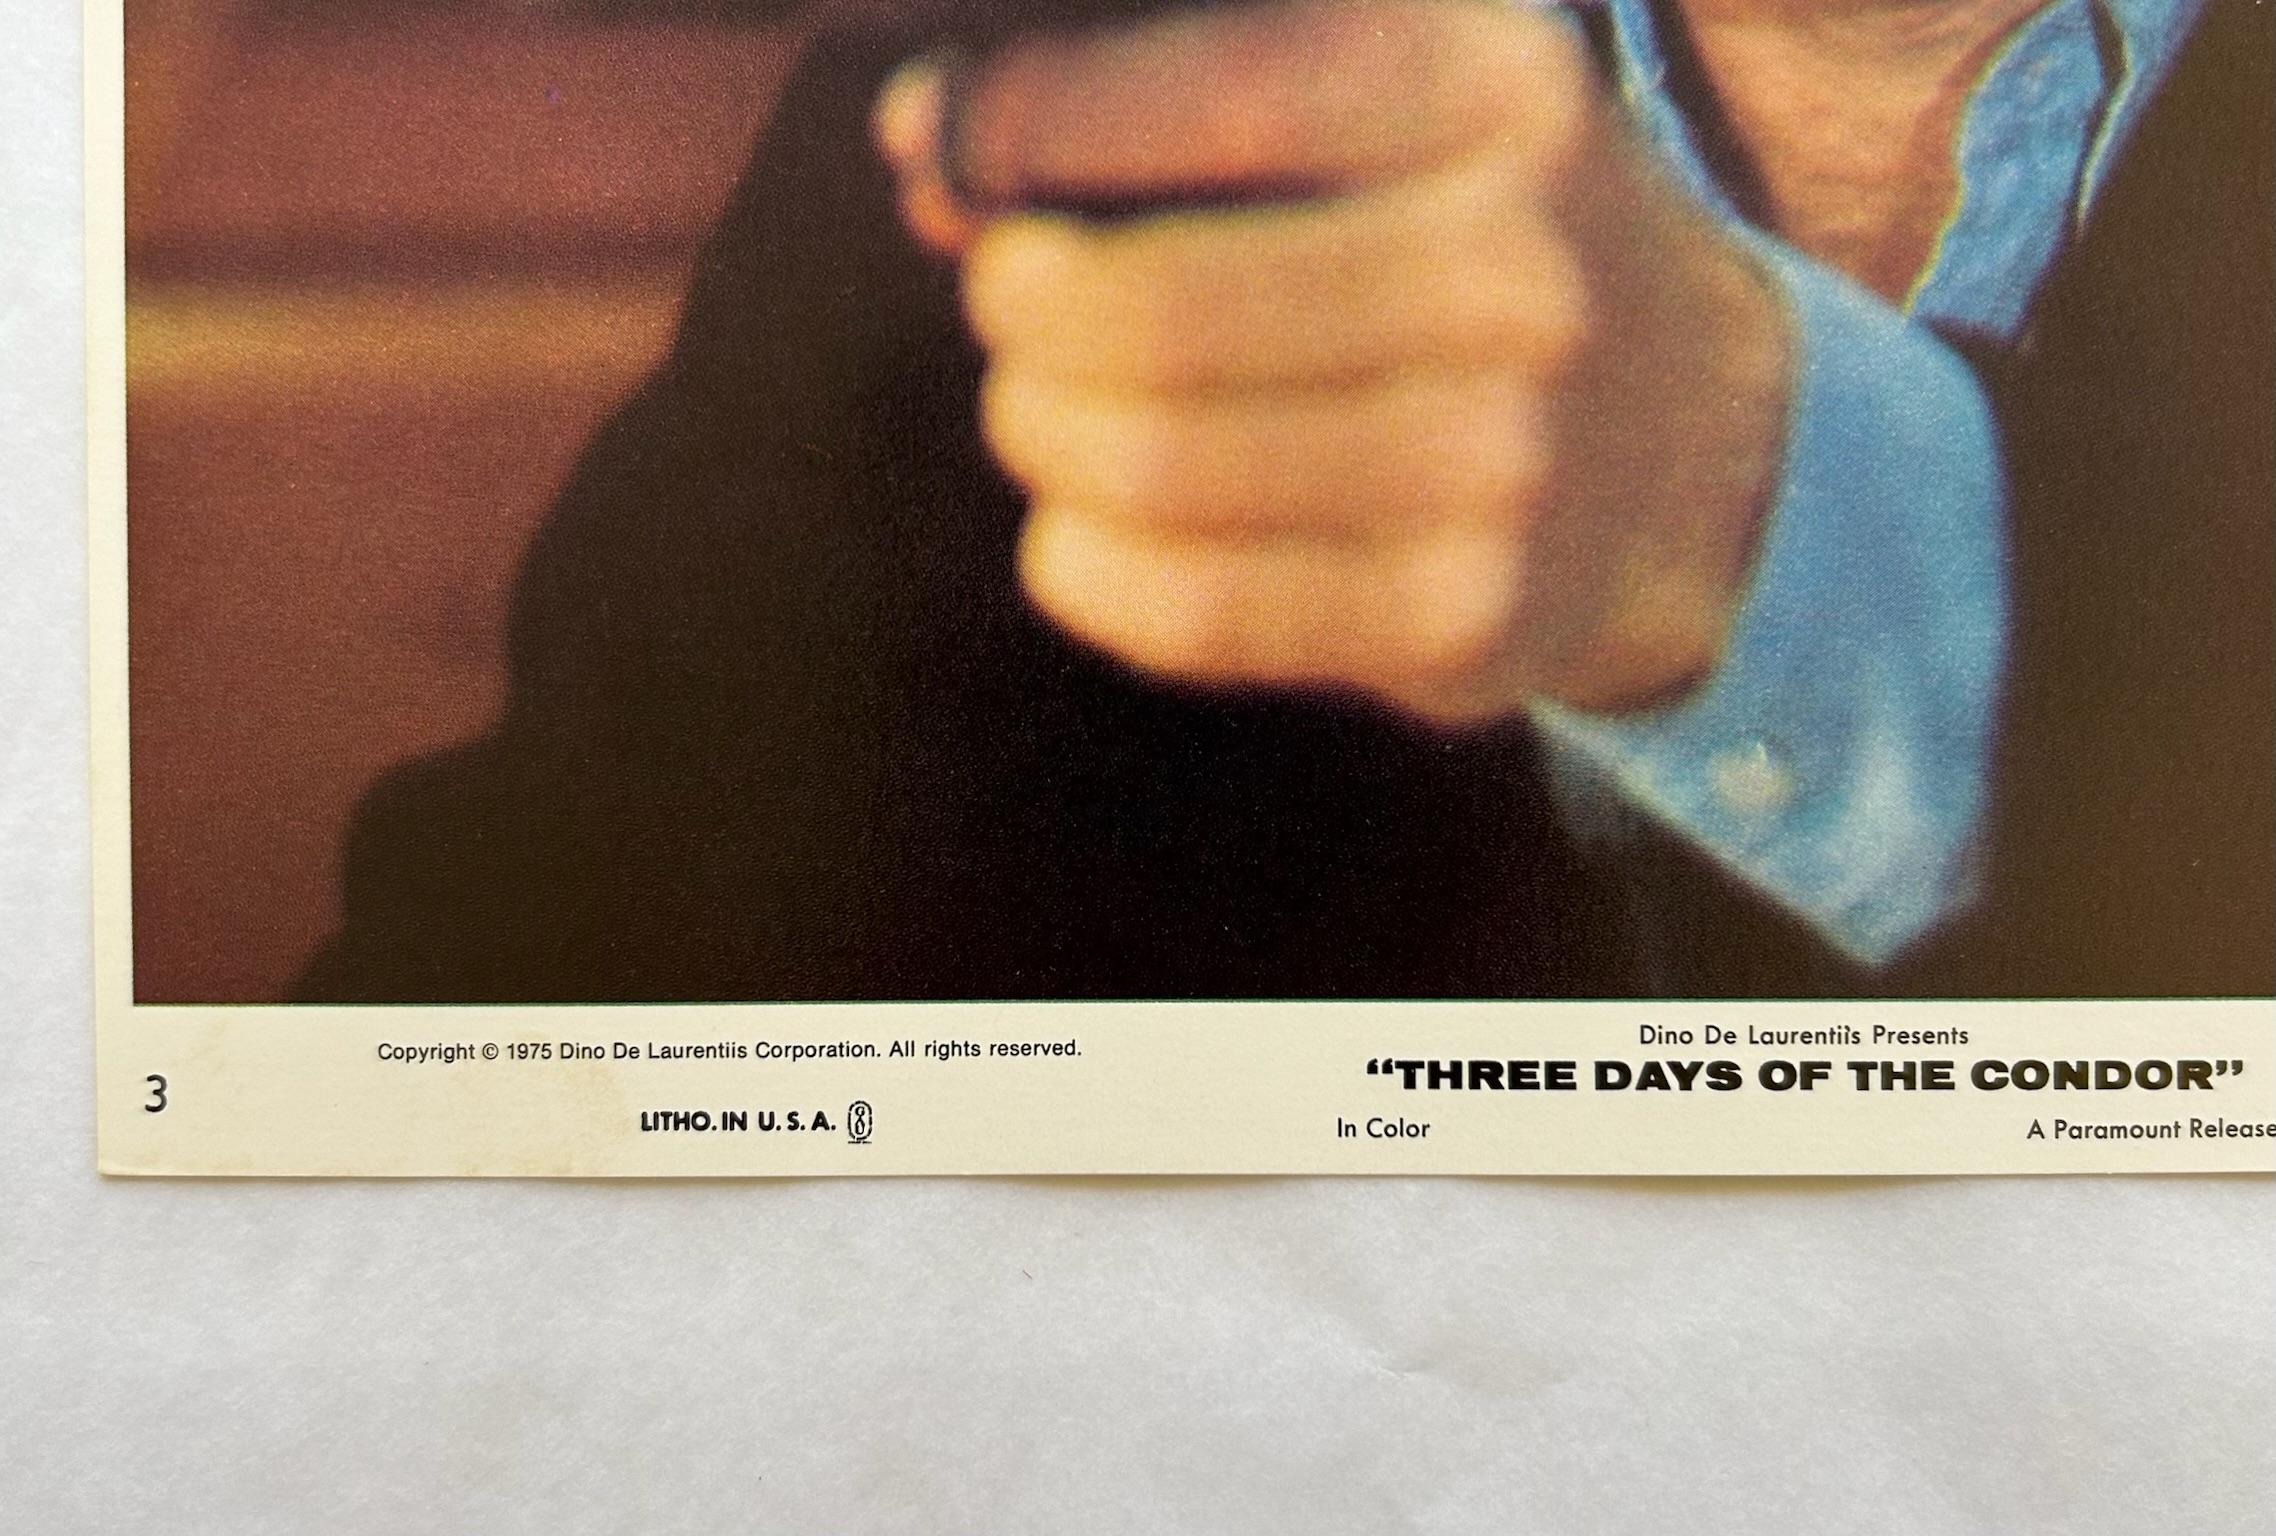 Copyright © 1975 Dino De Laurentiis Corporation. All rights reserved.
3
LITHO. IN U. S. A.
Dino De Laurentiis Presents
“THREE DAYS OF THE CONDOR”
In Color
A Paramount Release